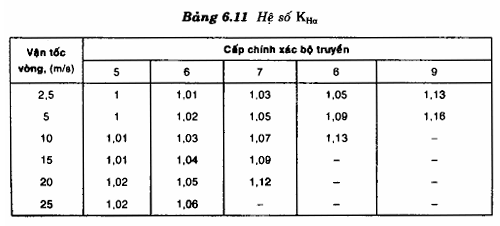 Bảng 6.11 Hệ số KHα
Vận tốc vòng, (m/s) Cấp chính xác bộ truyền
5 6 7 8 9
2,5 1 1,01 1,03 1,05 1,13
5 1 1,02 1,05 1,09 1,16
10 1,01 1,03 1,07 1,13 –
15 1,01 1,04 1,09 – –
20 1,02 1,05 1,12 – –
25 1,02 1,06 – – –